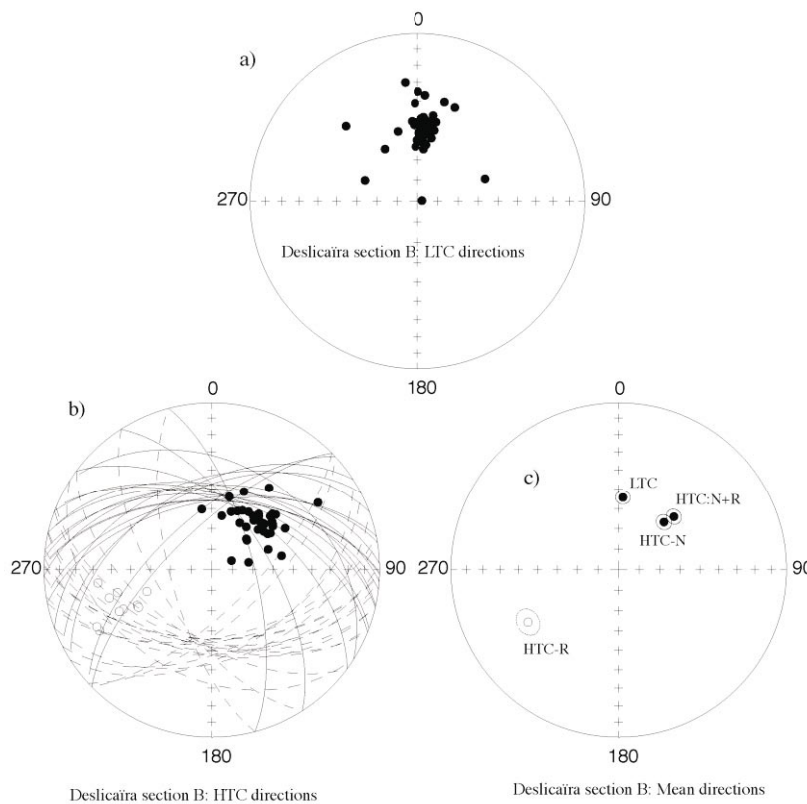 0
a)
270
90
Deslicaïra section B: LTC directions
180
b)
0
270
90
180
Deslicaïra section B: HTC directions
0
c)
LTC
HTC:N+R
HTC-N
270
90
HTC-R
180
Deslicaïra section B: Mean directions